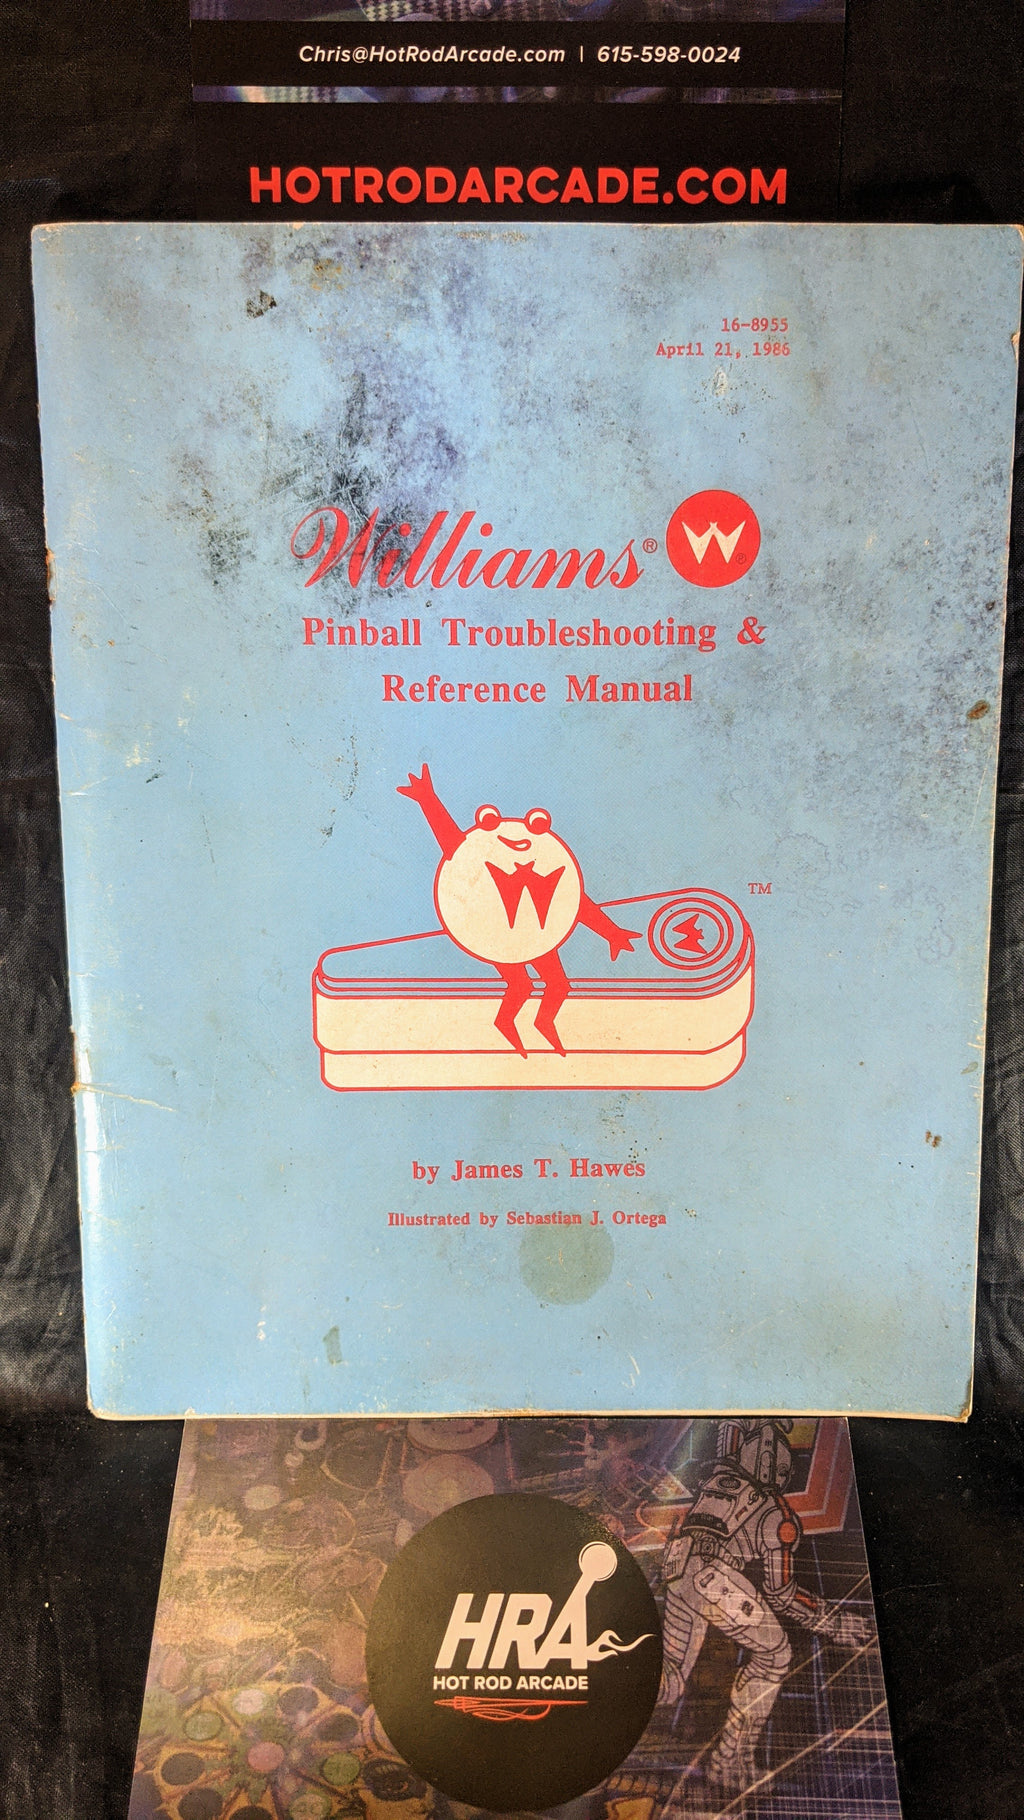 Chris@HotRodArcade.com | 615-598-0024
HOTRODARCADE.COM
16-8955
April 21, 1986
Williams® W®
Pinball Troubleshooting &
Reference Manual
W
TM
by James T. Hawes
Illustrated by Sebastian J. Ortega
HRA
HOT ROD ARCADE